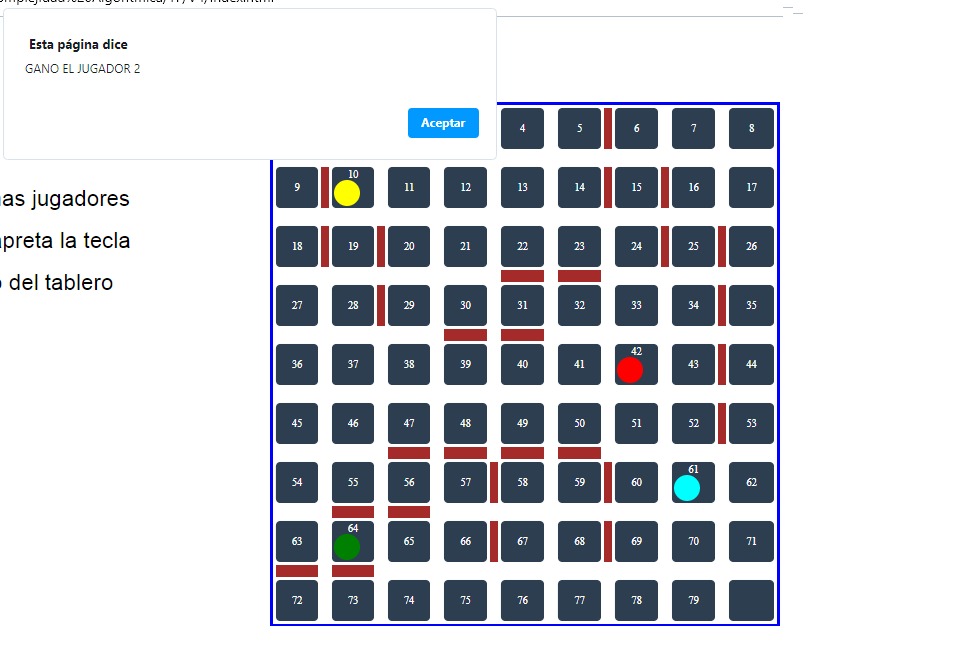 Esta página dice
GANO EL JUGADOR 2
Aceptar
4 5 6 7 8
9 10 11 12 13 14 15 16 17
jugadores
18 19 20 21 22 23 24 25 26
la tecla
del tablero
27 28 29 30 31 32 33 34 35
36 37 38 39 40 41 42 43 44
45 46 47 48 49 50 51 52 53
54 55 56 57 58 59 60 61 62
63 64 65 66 67 68 69 70 71
72 73 74 75 76 77 78 79